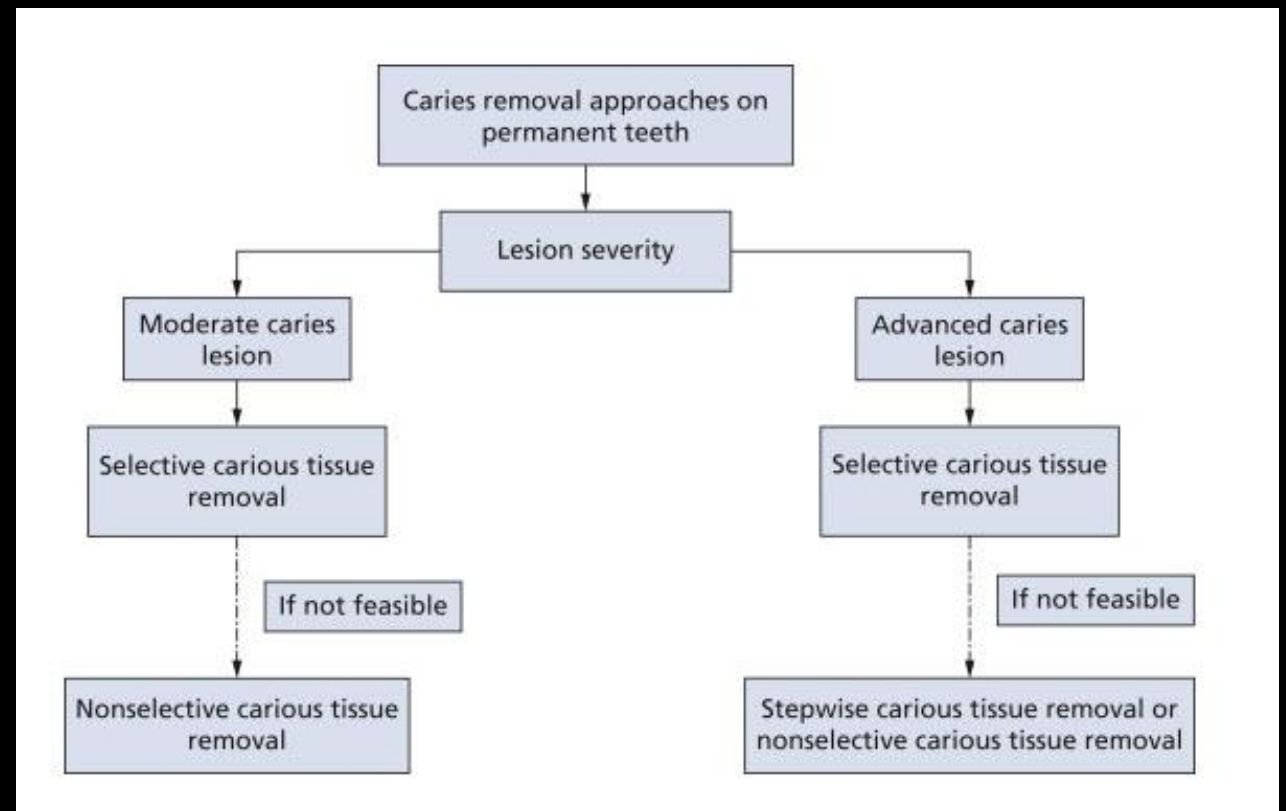 Caries removal approaches on
permanent teeth
Lesion severity
Moderate caries
lesion
Selective carious tissue
removal
If not feasible
Nonselective carious tissue
removal
Advanced caries
lesion
Selective carious tissue
removal
If not feasible
Stepwise carious tissue removal or
nonselective carious tissue removal